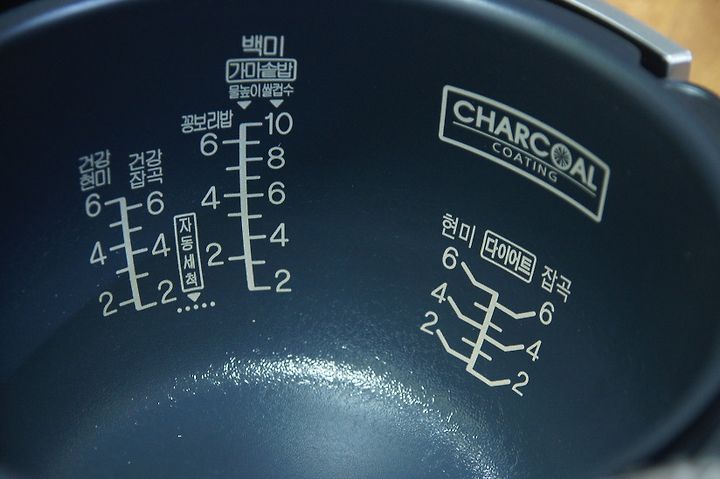 백미
가마솥밥
물높이 쌀컵수
꽁보리밥 10
6 8
4 6
2 4
2
건강 현미 건강 잡곡
6 6
4 4
2 2
자동세척
CHARCOAL
COATING
현미 다이어트 잡곡
6 6
4 4
2 2